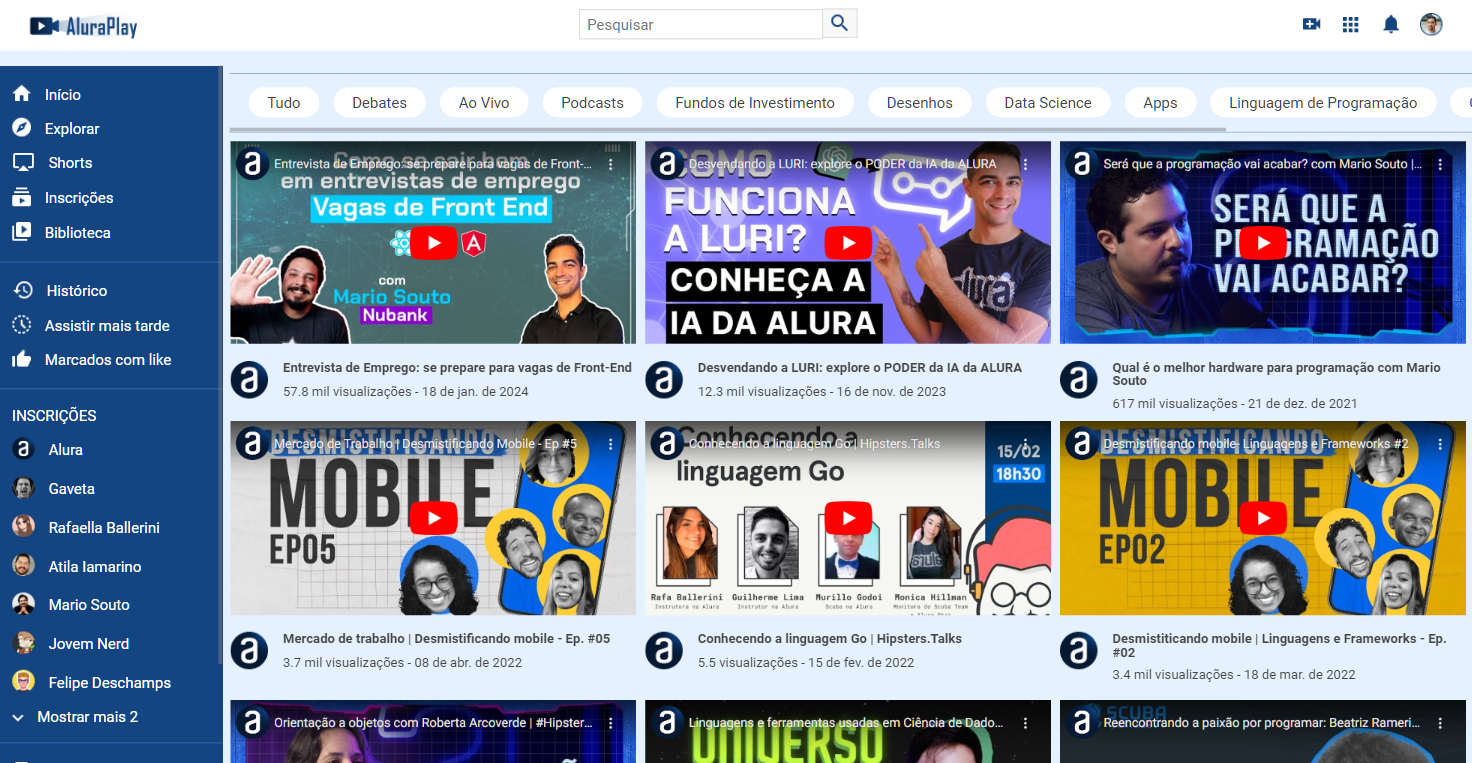 AluraPlay
Pesquisar
Início
Explorar
Shorts
Inscrições
Biblioteca
Histórico
Assistir mais tarde
Marcados com like
INSCRIÇÕES
Alura
Gaveta
Rafaella Ballerini
Atila Iamarino
Mario Souto
Jovem Nerd
Felipe Deschamps
Mostrar mais 2
Tudo
Debates
Ao Vivo
Podcasts
Fundos de Investimento
Desenhos
Data Science
Apps
Linguagem de Programação
a Entrevista de Emprego: se prepare para vagas de Front-...
Como se sair bem
em entrevistas de emprego
Vagas de Front End
com
Mario Souto
Nubank
a Entrevista de Emprego: se prepare para vagas de Front-End
57.8 mil visualizações - 18 de jan. de 2024
a Desvendando a LURI: explore o PODER da IA da ALURA
COMO
FUNCIONA
A LURI?
CONHEÇA A
IA DA ALURA
a Desvendando a LURI: explore o PODER da IA da ALURA
12.3 mil visualizações - 16 de nov. de 2023
a Será que a programação vai acabar? com Mario Souto |...
SERÁ QUE A
PROGRAMAÇÃO
VAI ACABAR?
a Qual é o melhor hardware para programação com Mario
Souto
617 mil visualizações - 21 de dez. de 2021
a Mercado de Trabalho | Desmistificando Mobile - Ep #5
DESMISTIFICANDO
MOBILE
EP05
a Mercado de trabalho | Desmistificando mobile - Ep. #05
3.7 mil visualizações - 08 de abr. de 2022
a Conhecendo a linguagem Go | Hipsters.Talks
Conhecendo a
linguagem Go
15/02
18h30
Rafa Ballerini
Instrutora na Alura
Guilherme Lima
Instrutor na Alura
Murillo Godoi
Scuba na Alura
Monica Hillman
Monitora do Scuba Team
a Conhecendo a linguagem Go | Hipsters.Talks
5.5 visualizações - 15 de fev. de 2022
a Desmistificando mobile- Linguagens e Frameworks #2
DESMISTIFICANDO
MOBILE
EP02
a Desmistiticando mobile | Linguagens e Frameworks - Ep.
#02
3.4 mil visualizações - 18 de mar. de 2022
a Orientação a objetos com Roberta Arcoverde | #Hipster...
a Linguagens e ferramentas usadas em Ciência de Dado...
UNIVERSO
a Reencontrando a paixão por programar: Beatriz Rameri...
SCUBA